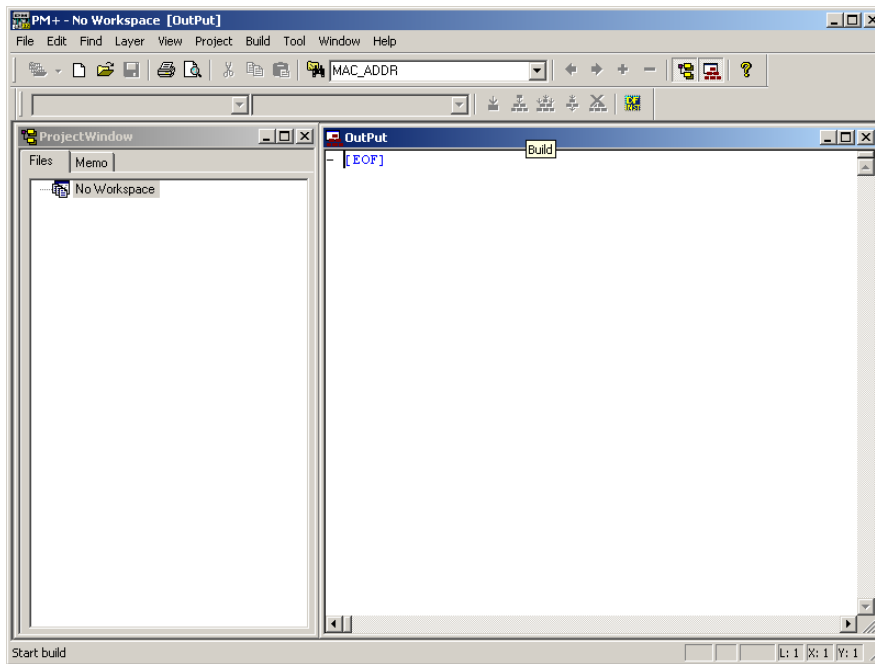 PM+ - No Workspace [OutPut]
File Edit Find Layer View Project Build Tool Window Help
MAC_ADDR
ProjectWindow
Files Memo
No Workspace
OutPut
Build
[EOF]
Start build
L: 1 X: 1 Y: 1